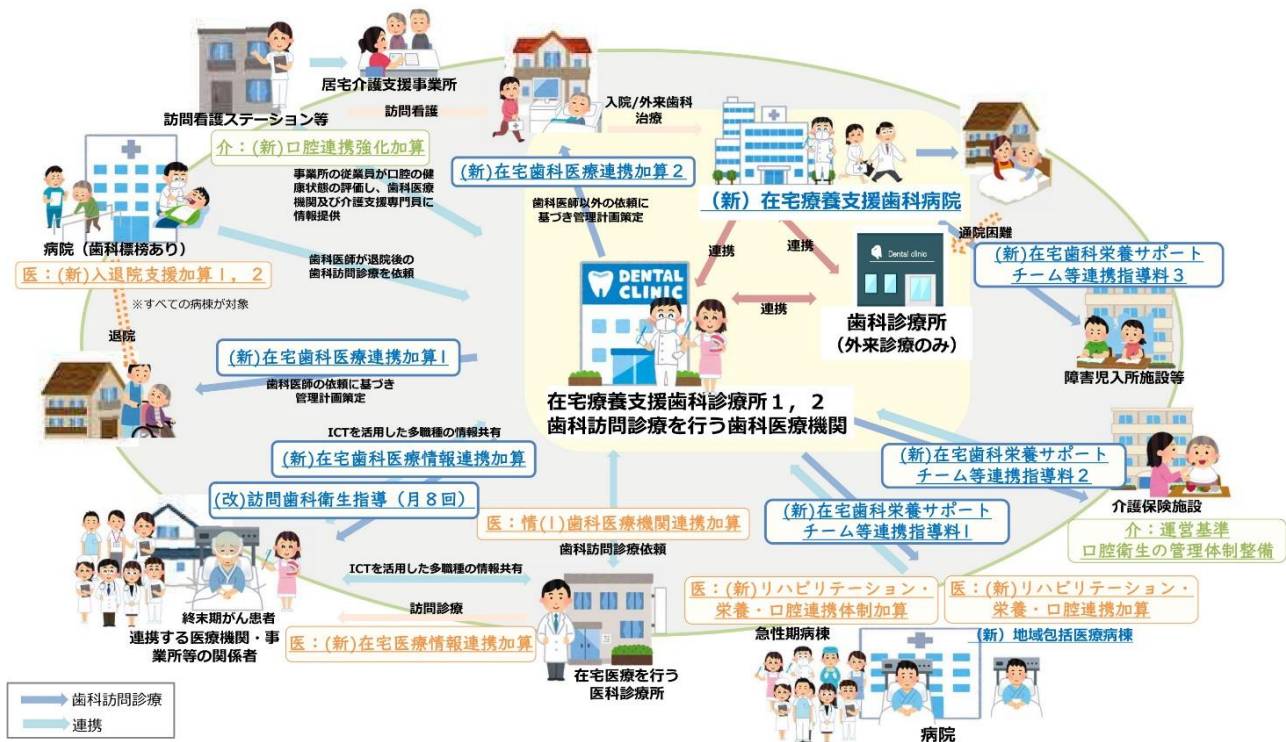 居宅介護支援事業所
訪問看護
訪問看護ステーション等
介：(新)口腔連携強化加算
事業所の従業員が口腔の健
康状態の評価し、歯科医療
機関及び介護支援専門員に
情報提供
入院/外来歯科
治療
(新)在宅歯科医療連携加算2
歯科医師以外の依頼に
基づき管理計画策定
（新）在宅療養支援歯科病院
病院（歯科標榜あり）
医：(新)入退院支援加算1，2
※すべての病棟が対象
退院
歯科医師が退院後の
歯科訪問診療を依頼
連携
連携
連携
通院困難
Dental clinic
歯科診療所
（外来診療のみ）
DENTAL
CLINIC
在宅療養支援歯科診療所１，２
歯科訪問診療を行う歯科医療機関
(新)在宅歯科栄養サポート
チーム等連携指導料3
障害児入所施設等
(新)在宅歯科医療連携加算1
歯科医師の依頼に基づき
管理計画策定
ICTを活用した多職種の情報共有
(新)在宅歯科医療情報連携加算
(改)訪問歯科衛生指導（月８回）
(新)在宅歯科栄養サポート
チーム等連携指導料2
介護保険施設
介：運営基準
口腔衛生の管理体制整備
医：情(1)歯科医療機関連携加算
歯科訪問診療依頼
(新)在宅歯科栄養サポート
チーム等連携指導料1
終末期がん患者
連携する医療機関・事
業所等の関係者
ICTを活用した多職種の情報共有
訪問診療
医：(新)在宅医療情報連携加算
在宅医療を行う
医科診療所
医：(新)リハビリテーション・
栄養・口腔連携体制加算
急性期病棟
医：(新)リハビリテーション・
栄養・口腔連携加算
（新）地域包括医療病棟
病院
歯科訪問診療
連携